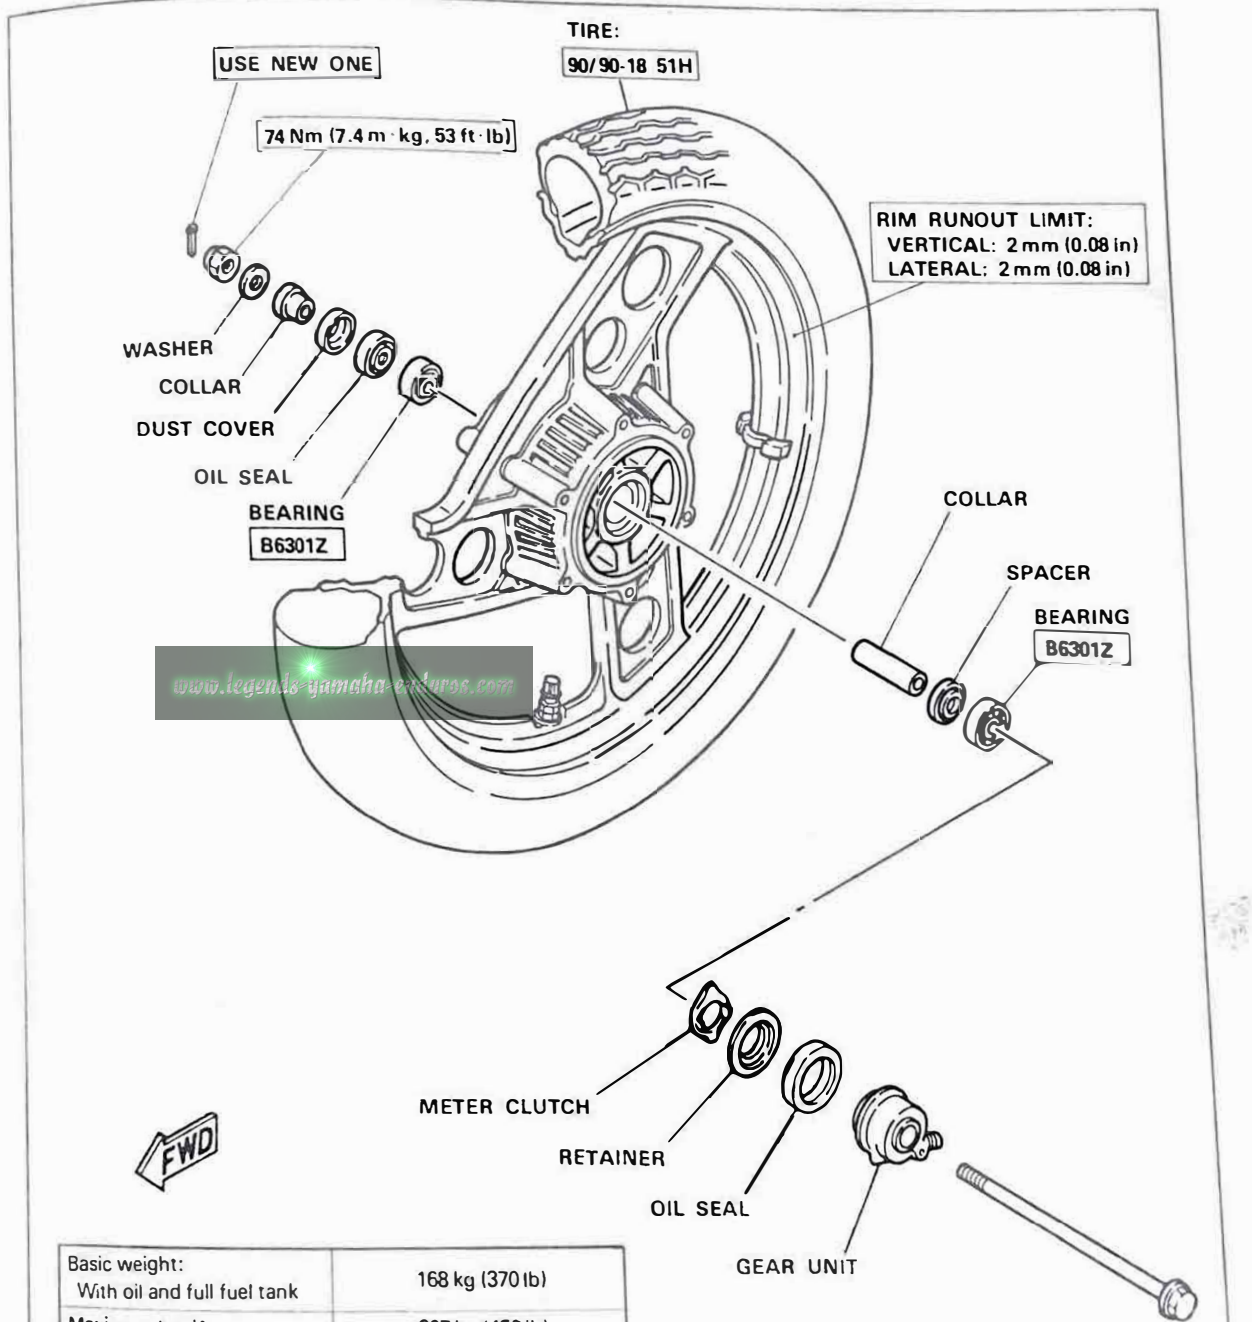 TIRE:
90/90-18 51H
USE NEW ONE
74 Nm (7.4 m · kg, 53 ft · lb)
RIM RUNOUT LIMIT:
VERTICAL: 2 mm (0.08 in)
LATERAL: 2 mm (0.08 in)
WASHER
COLLAR
DUST COVER
OIL SEAL
BEARING
B6301Z
COLLAR
SPACER
BEARING
B6301Z
www.legends-yamaha-enduros.com
METER CLUTCH
RETAINER
OIL SEAL
GEAR UNIT
FWD
Basic weight:
With oil and full fuel tank
168 kg (370 lb)